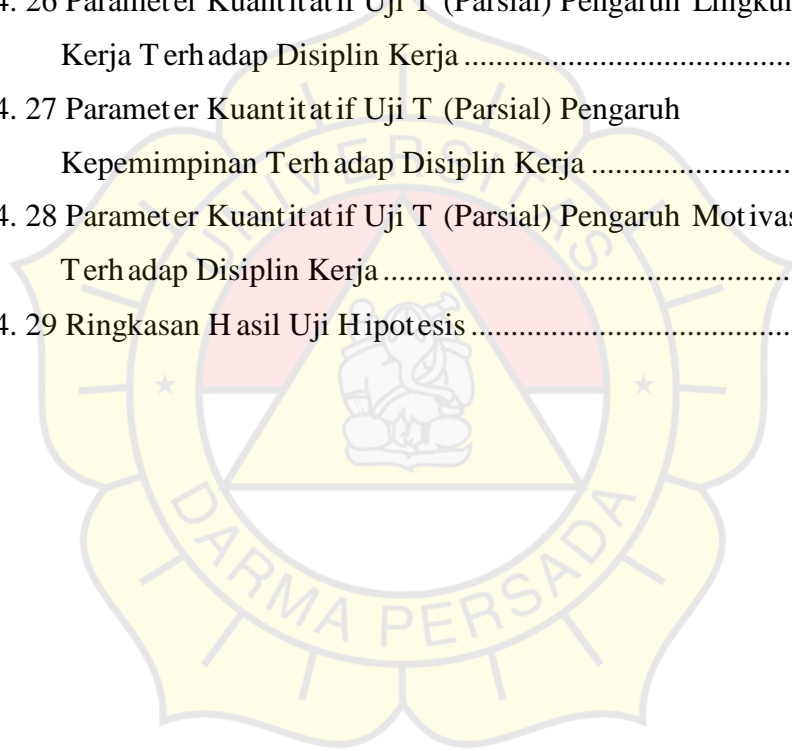 4. 26 Parameter Kuantitatif Uji T (Parsial) Pengaruh
Kerja Terhadap Disiplin Kerja ....................................
4. 27 Parameter Kuantitatif Uji T (Parsial) Pengaruh
Kepemimpinan Terhadap Disiplin Kerja ......................
4. 28 Parameter Kuantitatif Uji T (Parsial) Pengaruh Motivas
Terhadap Disiplin Kerja ..............................................
4. 29 Ringkasan Hasil Uji Hipotesis ...................................
UNIVERSITAS
DARMA PERSADA